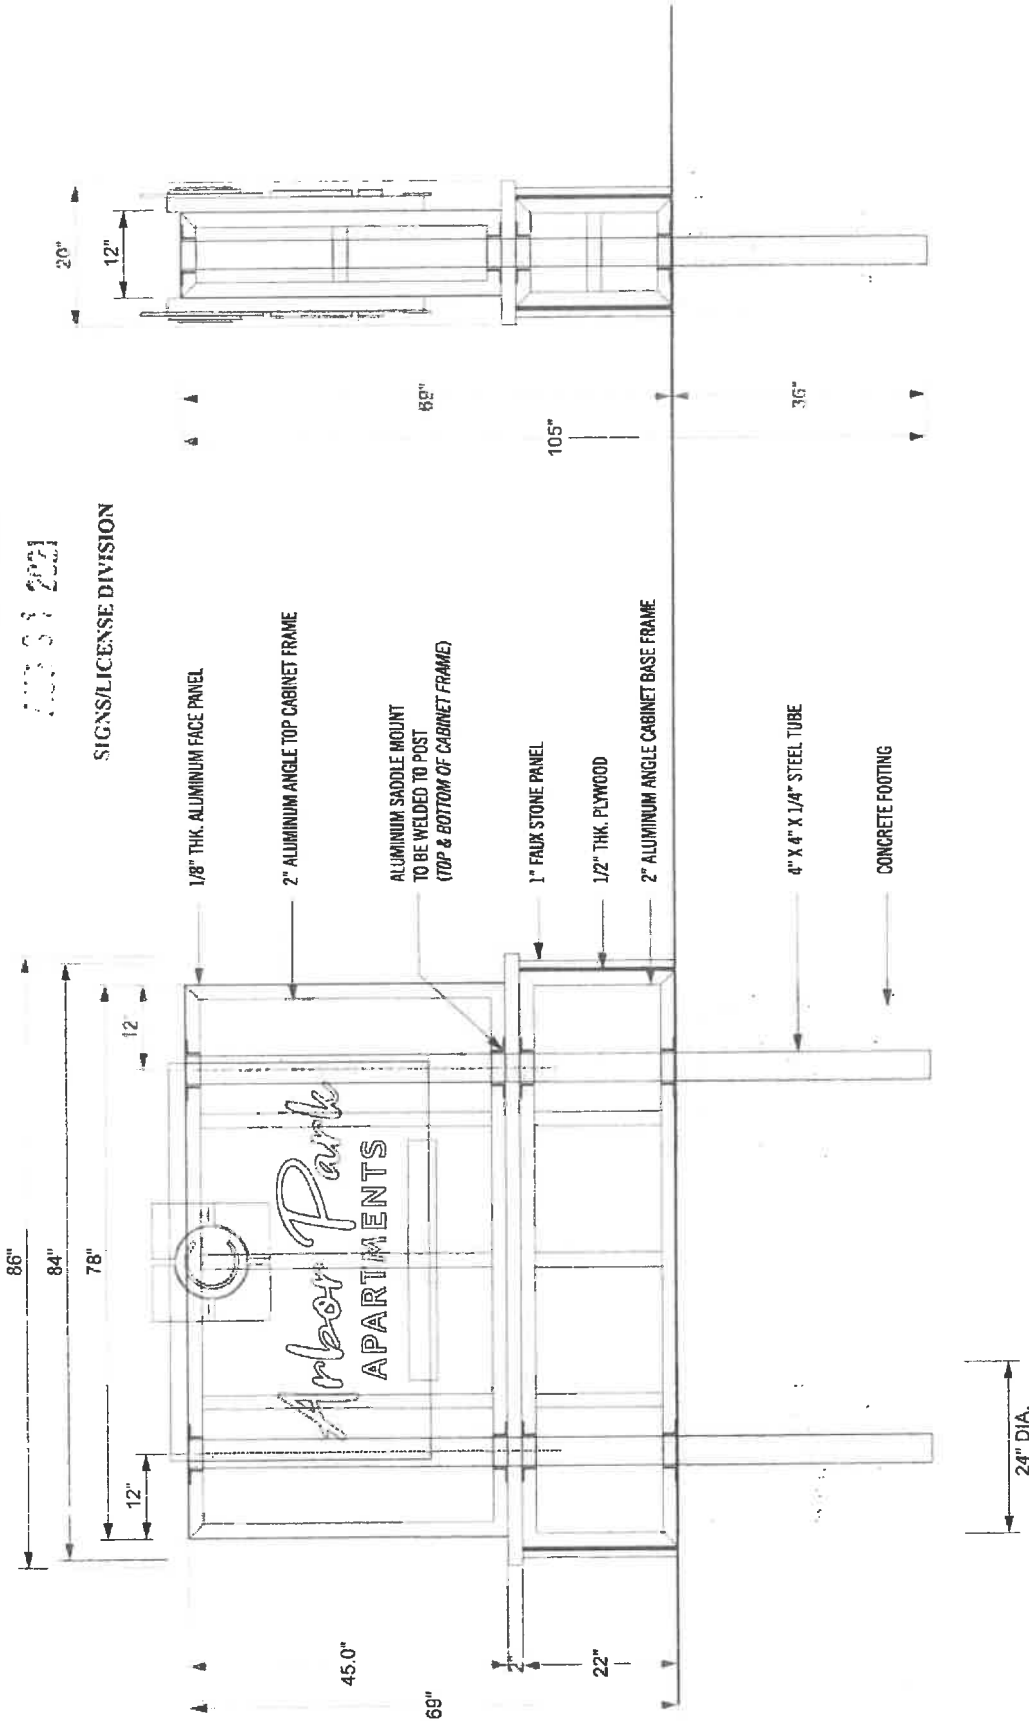 SIGNS/LICENSE DIVISION
86"
84"
78"
12"
12"
1/8" THK. ALUMINUM FACE PANEL
2" ALUMINUM ANGLE TOP CABINET FRAME
ALUMINUM SADDLE MOUNT
TO BE WELDED TO POST
(TOP & BOTTOM OF CABINET FRAME)
1" FAUX STONE PANEL
1/2" THK. PLYWOOD
2" ALUMINUM ANGLE CABINET BASE FRAME
4" X 4" X 1/4" STEEL TUBE
CONCRETE FOOTING
Arbor Park
APARTMENTS
45.0"
2"
22"
69"
24" DIA.
20"
12"
69"
36"
105"